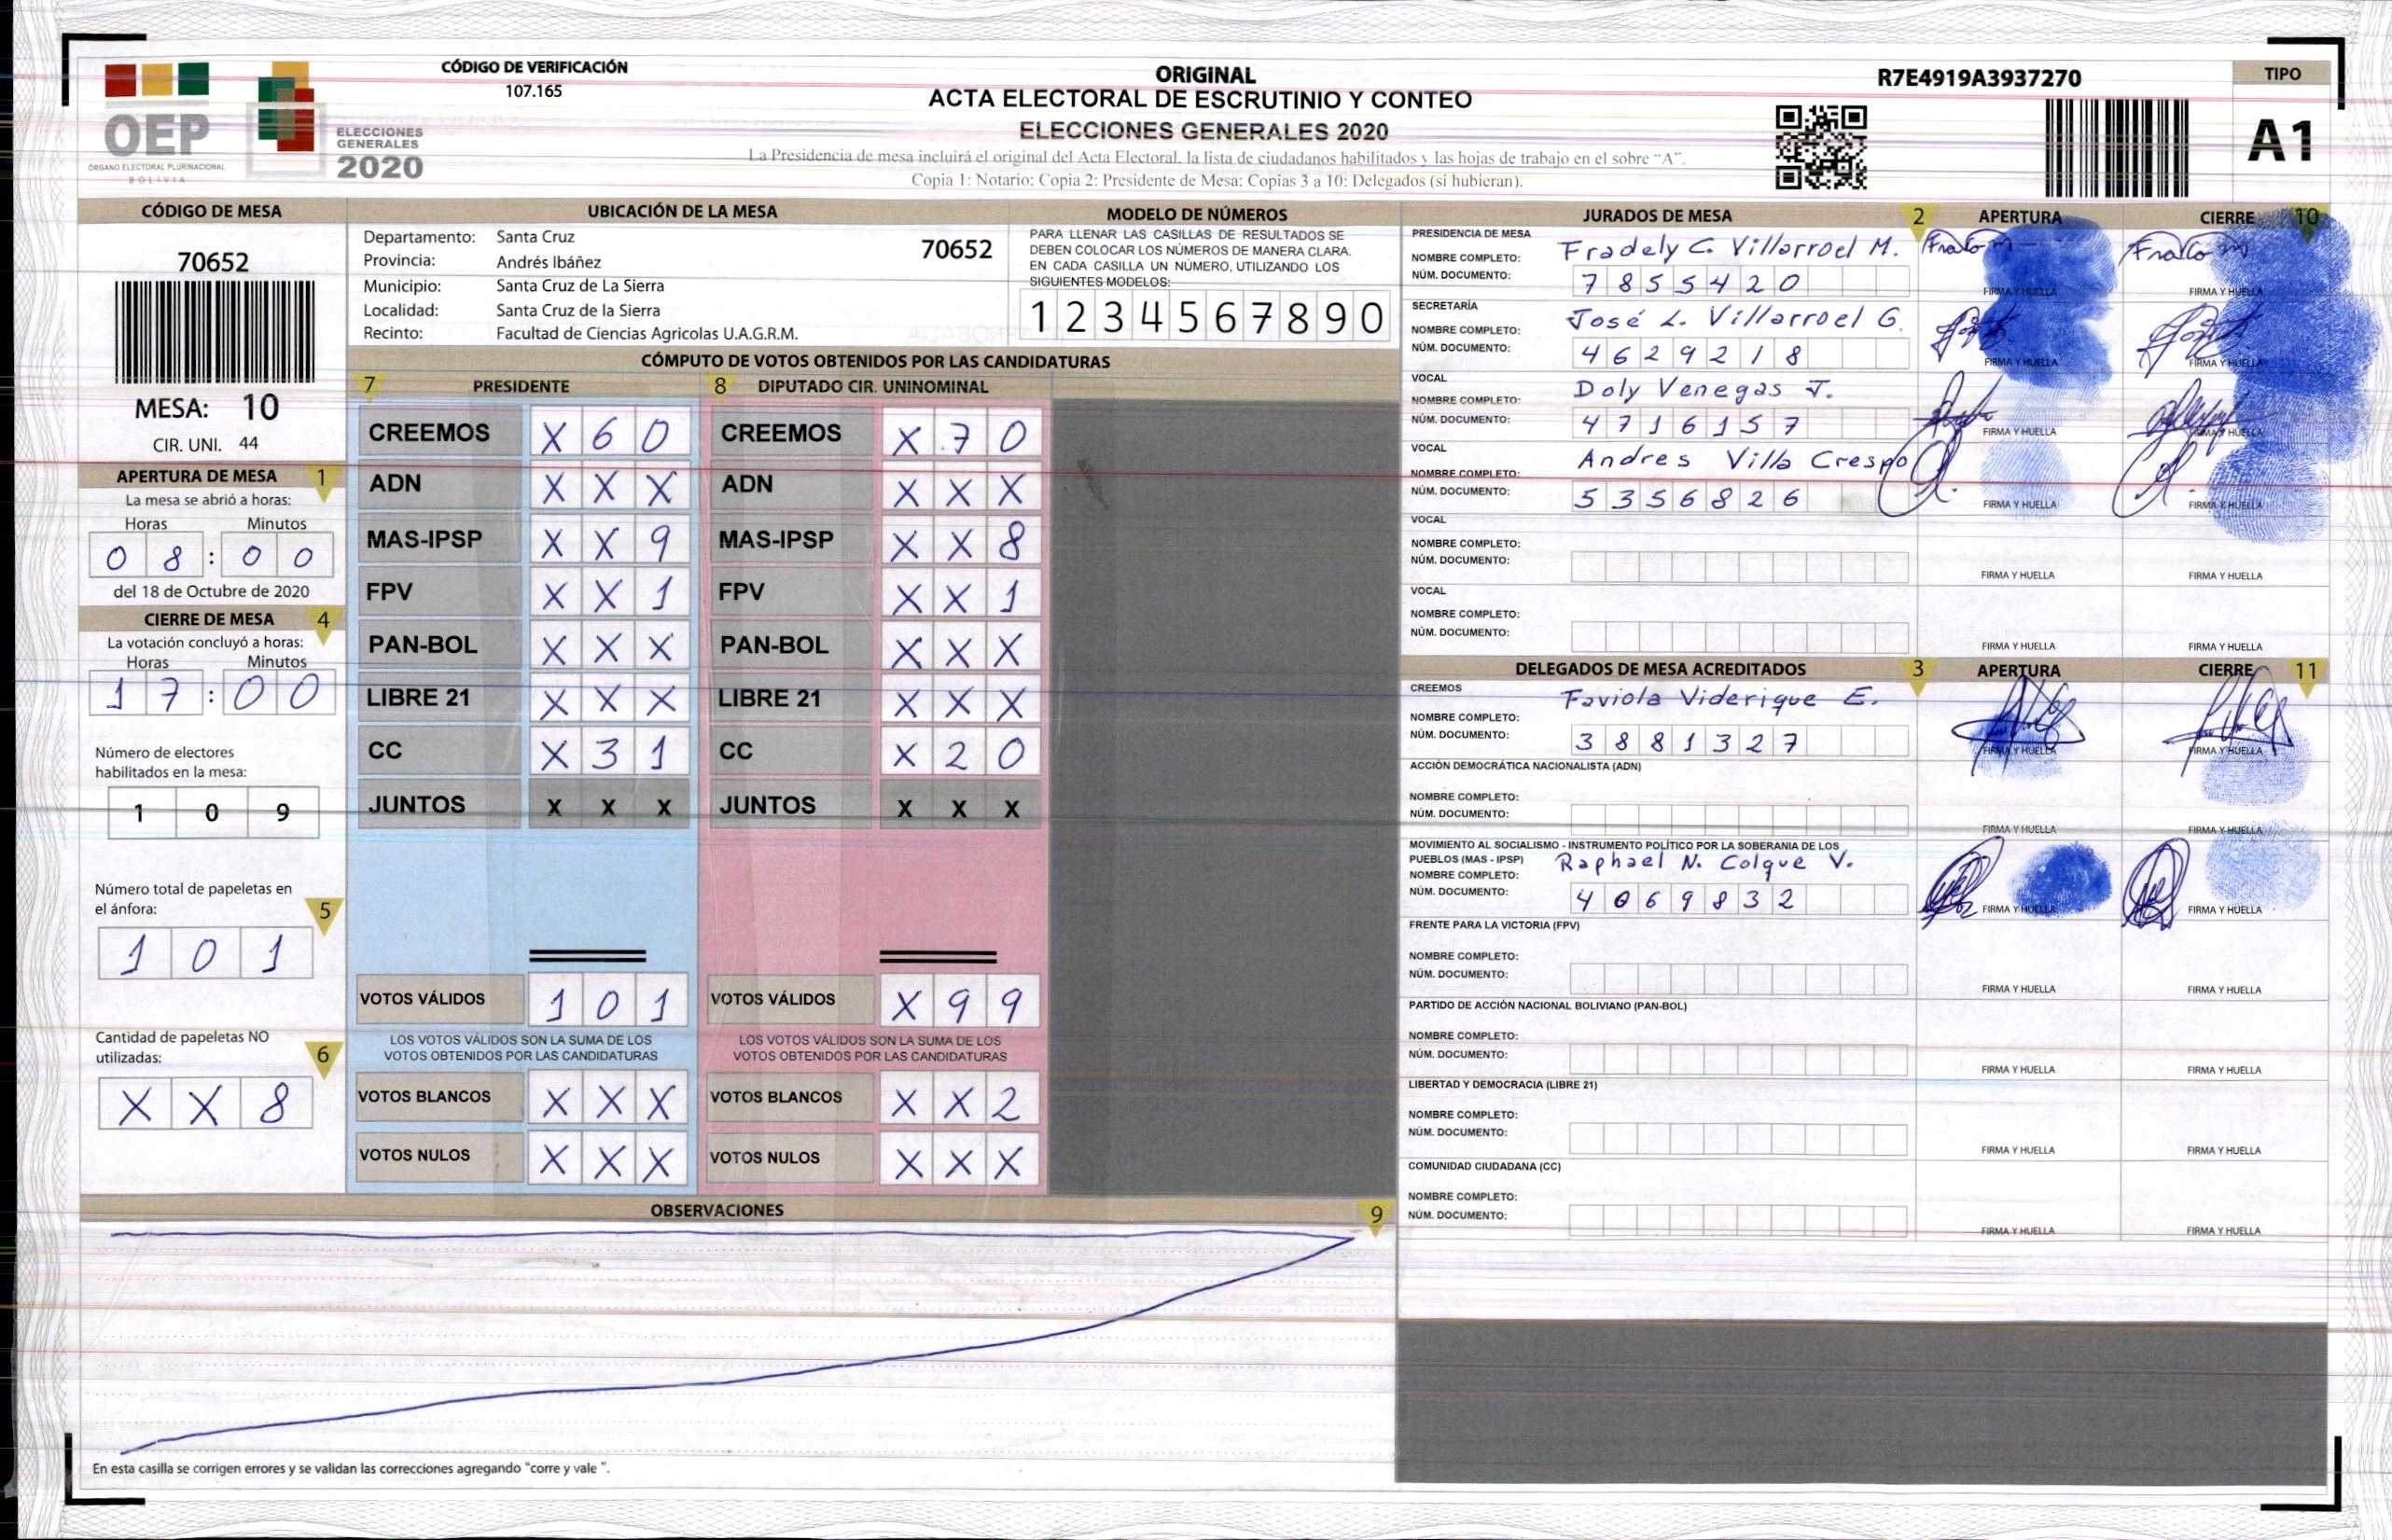 CÓDIGO DE VERIFICACIÓN
107.165
OEP
ÓRGANO ELECTORAL PLURINACIONAL
BOLIVIA
ELECCIONES
GENERALES
2020
ORIGINAL
ACTA ELECTORAL DE ESCRUTINIO Y CONTEO
ELECCIONES GENERALES 2020
La Presidencia de mesa incluirá el original del Acta Electoral, la lista de ciudadanos habilitados y las hojas de trabajo en el sobre "A".
Copia 1: Notario; Copia 2: Presidente de Mesa; Copias 3 a 10: Delegados (si hubieran).
R7E4919A3937270
TIPO
A1
CÓDIGO DE MESA
70652
MESA: 10
CIR. UNI. 44
APERTURA DE MESA 1
La mesa se abrió a horas:
Horas Minutos
0 8 : 0 0
del 18 de Octubre de 2020
CIERRE DE MESA 4
La votación concluyó a horas:
Horas Minutos
1 7 : 0 0
Número de electores
habilitados en la mesa:
1 0 9
Número total de papeletas en
el ánfora: 5
1 0 1
Cantidad de papeletas NO
utilizadas: 6
X X 8
UBICACIÓN DE LA MESA
Departamento: Santa Cruz 70652
Provincia: Andrés Ibáñez
Municipio: Santa Cruz de La Sierra
Localidad: Santa Cruz de la Sierra
Recinto: Facultad de Ciencias Agricolas U.A.G.R.M.
MODELO DE NÚMEROS
PARA LLENAR LAS CASILLAS DE RESULTADOS SE
DEBEN COLOCAR LOS NÚMEROS DE MANERA CLARA.
EN CADA CASILLA UN NÚMERO, UTILIZANDO LOS
SIGUIENTES MODELOS:
1 2 3 4 5 6 7 8 9 0
CÓMPUTO DE VOTOS OBTENIDOS POR LAS CANDIDATURAS
7 PRESIDENTE 8 DIPUTADO CIR. UNINOMINAL
CREEMOS X 6 0 CREEMOS X 7 0
ADN X X X ADN X X X
MAS-IPSP X X 9 MAS-IPSP X X 8
FPV X X 1 FPV X X 1
PAN-BOL X X X PAN-BOL X X X
LIBRE 21 X X X LIBRE 21 X X X
CC X 3 1 CC X 2 0
JUNTOS X X X JUNTOS X X X
VOTOS VÁLIDOS 1 0 1 VOTOS VÁLIDOS X 9 9
LOS VOTOS VÁLIDOS SON LA SUMA DE LOS LOS VOTOS VÁLIDOS SON LA SUMA DE LOS
VOTOS OBTENIDOS POR LAS CANDIDATURAS VOTOS OBTENIDOS POR LAS CANDIDATURAS
VOTOS BLANCOS X X X VOTOS BLANCOS X X 2
VOTOS NULOS X X X VOTOS NULOS X X X
OBSERVACIONES 9
En esta casilla se corrigen errores y se validan las correcciones agregando "corre y vale ".
JURADOS DE MESA 2 APERTURA CIERRE 10
PRESIDENCIA DE MESA
NOMBRE COMPLETO: Fradely C. Villarroel M.
NÚM. DOCUMENTO: 7 8 5 5 4 2 0
FIRMA Y HUELLA FIRMA Y HUELLA
SECRETARÍA
NOMBRE COMPLETO: José L. Villarroel G.
NÚM. DOCUMENTO: 4 6 2 9 2 1 8
FIRMA Y HUELLA FIRMA Y HUELLA
VOCAL
NOMBRE COMPLETO: Doly Venegas J.
NÚM. DOCUMENTO: 4 7 1 6 1 5 7
FIRMA Y HUELLA FIRMA Y HUELLA
VOCAL
NOMBRE COMPLETO: Andres Villa Crespo
NÚM. DOCUMENTO: 5 3 5 6 8 2 6
FIRMA Y HUELLA FIRMA Y HUELLA
VOCAL
NOMBRE COMPLETO:
NÚM. DOCUMENTO:
FIRMA Y HUELLA FIRMA Y HUELLA
VOCAL
NOMBRE COMPLETO:
NÚM. DOCUMENTO:
FIRMA Y HUELLA FIRMA Y HUELLA
DELEGADOS DE MESA ACREDITADOS 3 APERTURA CIERRE 11
CREEMOS
NOMBRE COMPLETO: Faviola Viderique E.
NÚM. DOCUMENTO: 3 8 8 1 3 2 7
FIRMA Y HUELLA FIRMA Y HUELLA
ACCIÓN DEMOCRÁTICA NACIONALISTA (ADN)
NOMBRE COMPLETO:
NÚM. DOCUMENTO:
FIRMA Y HUELLA FIRMA Y HUELLA
MOVIMIENTO AL SOCIALISMO - INSTRUMENTO POLÍTICO POR LA SOBERANIA DE LOS
PUEBLOS (MAS - IPSP)
NOMBRE COMPLETO: Raphael N. Colque V.
NÚM. DOCUMENTO: 4 0 6 9 8 3 2
FIRMA Y HUELLA FIRMA Y HUELLA
FRENTE PARA LA VICTORIA (FPV)
NOMBRE COMPLETO:
NÚM. DOCUMENTO:
FIRMA Y HUELLA FIRMA Y HUELLA
PARTIDO DE ACCIÓN NACIONAL BOLIVIANO (PAN-BOL)
NOMBRE COMPLETO:
NÚM. DOCUMENTO:
FIRMA Y HUELLA FIRMA Y HUELLA
LIBERTAD Y DEMOCRACIA (LIBRE 21)
NOMBRE COMPLETO:
NÚM. DOCUMENTO:
FIRMA Y HUELLA FIRMA Y HUELLA
COMUNIDAD CIUDADANA (CC)
NOMBRE COMPLETO:
NÚM. DOCUMENTO:
FIRMA Y HUELLA FIRMA Y HUELLA